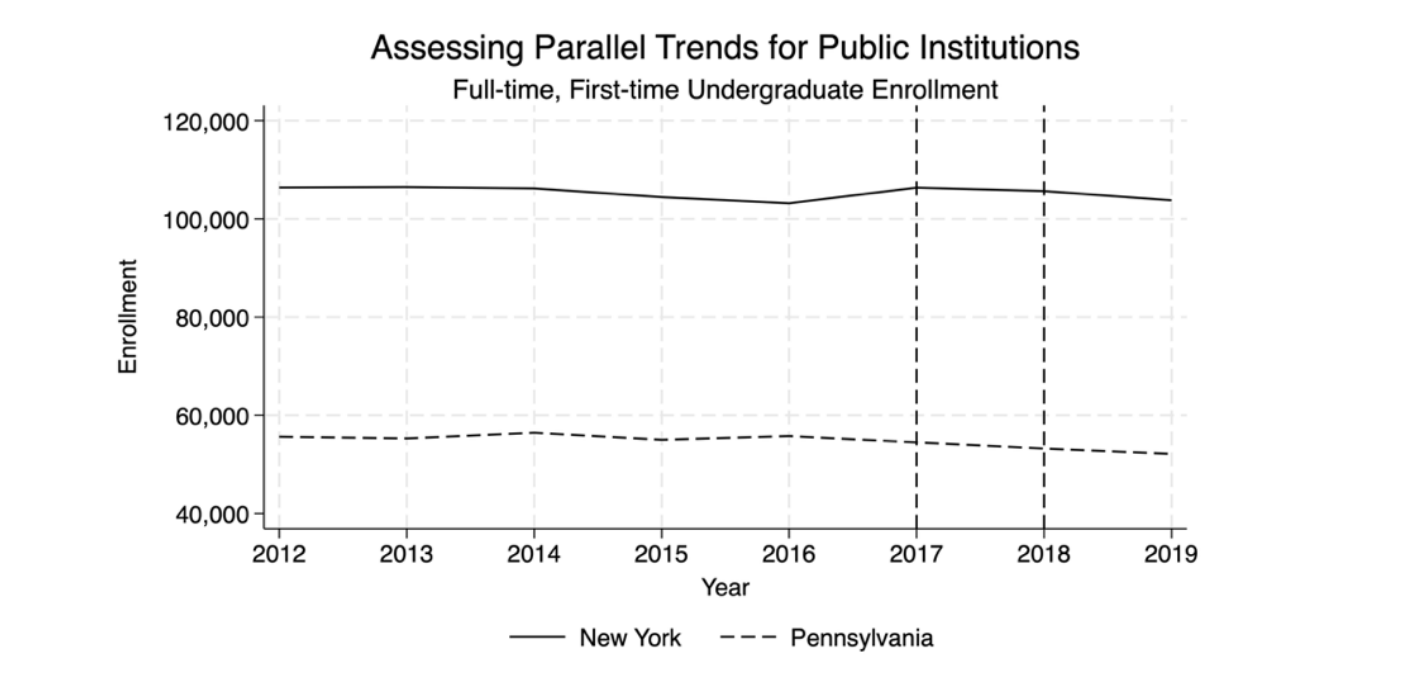 Assessing Parallel Trends for Public Institutions
Full-time, First-time Undergraduate Enrollment
120,000
100,000
80,000
60,000
40,000
Enrollment
2012 2013 2014 2015 2016 2017 2018 2019
Year
New York Pennsylvania